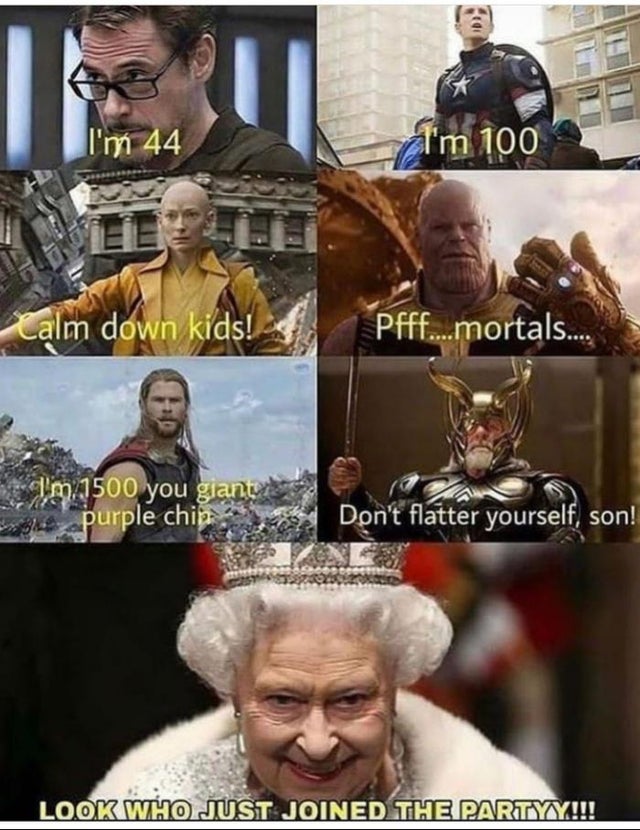 I'm 44
I'm 100
Calm down kids!
Pfff....mortals....
I'm 1500 you giant
purple chin
Don't flatter yourself, son!
LOOK WHO JUST JOINED THE PARTYY!!!